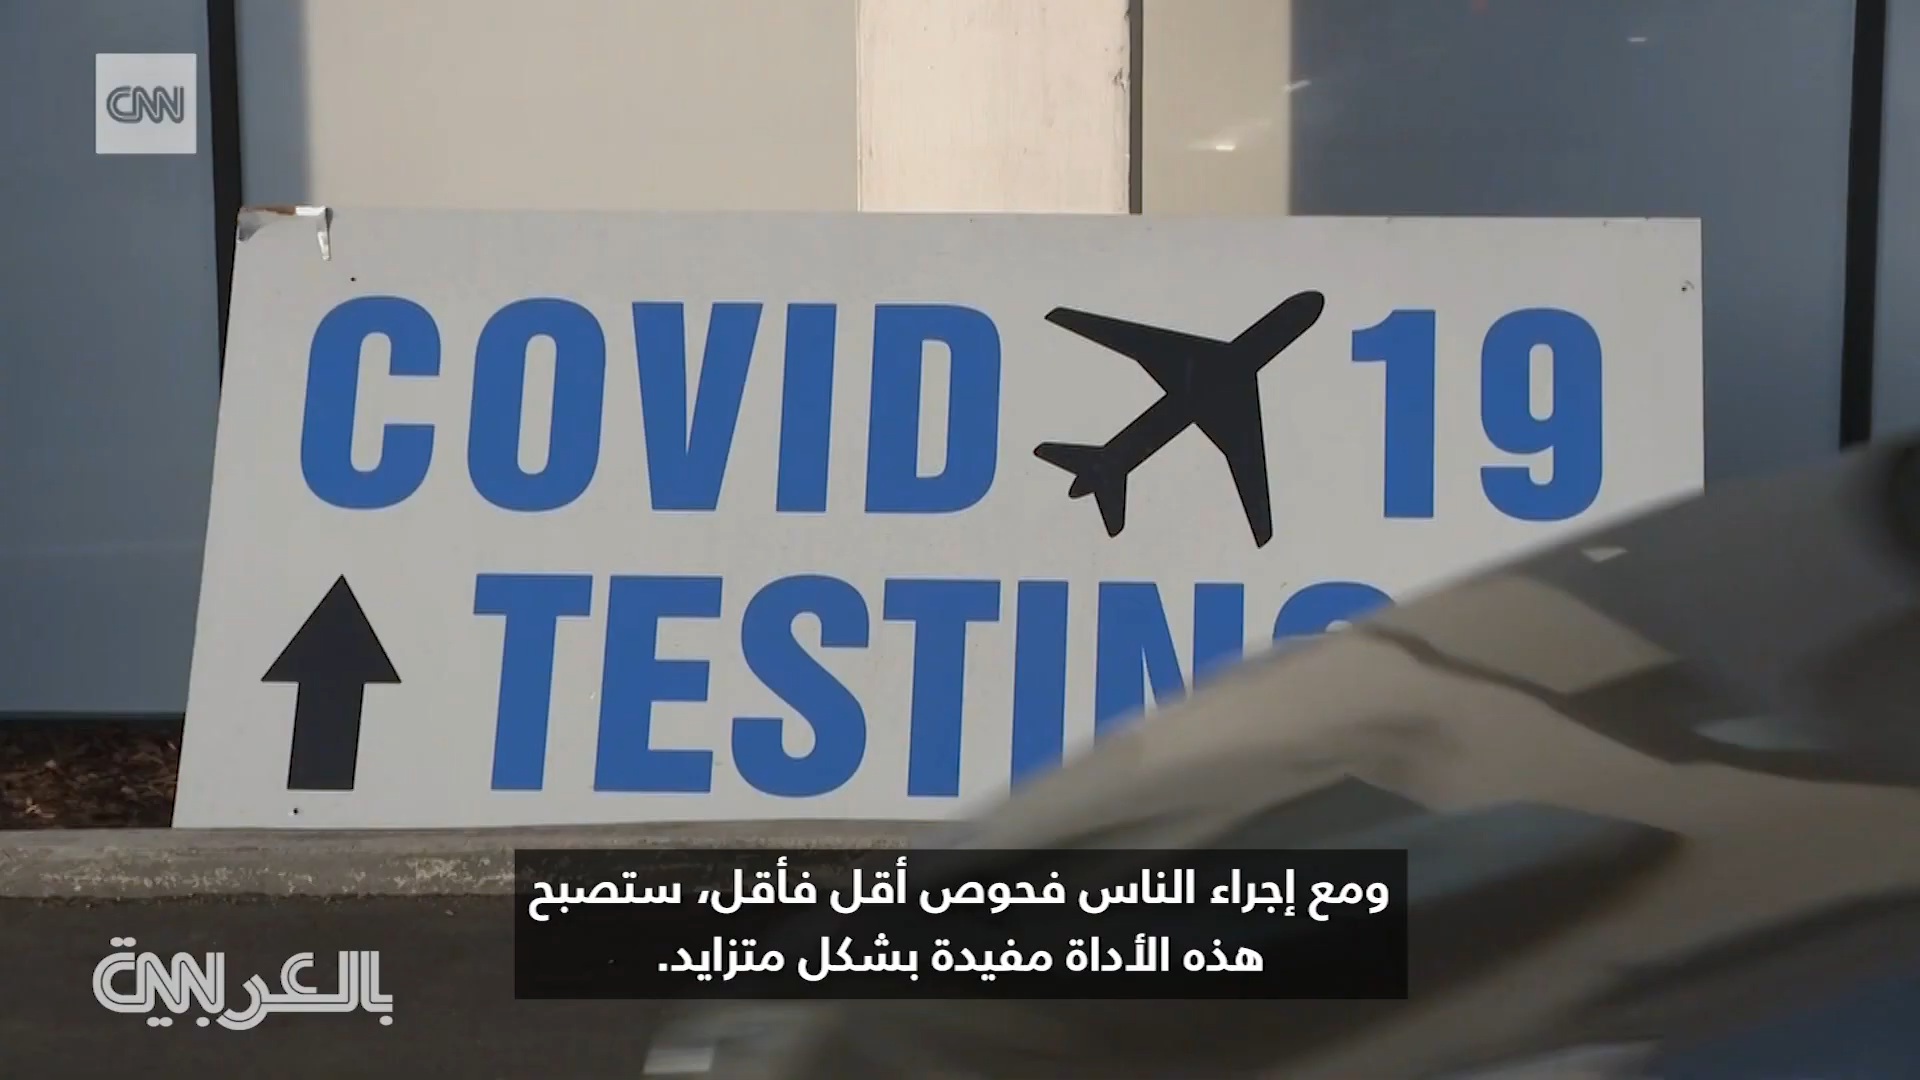 CNN
COVID 19
TESTIN
ومع إجراء الناس فحوص أقل فأقل، ستصبح
هذه الأداة مفيدة بشكل متزايد.
CNN بالعربية